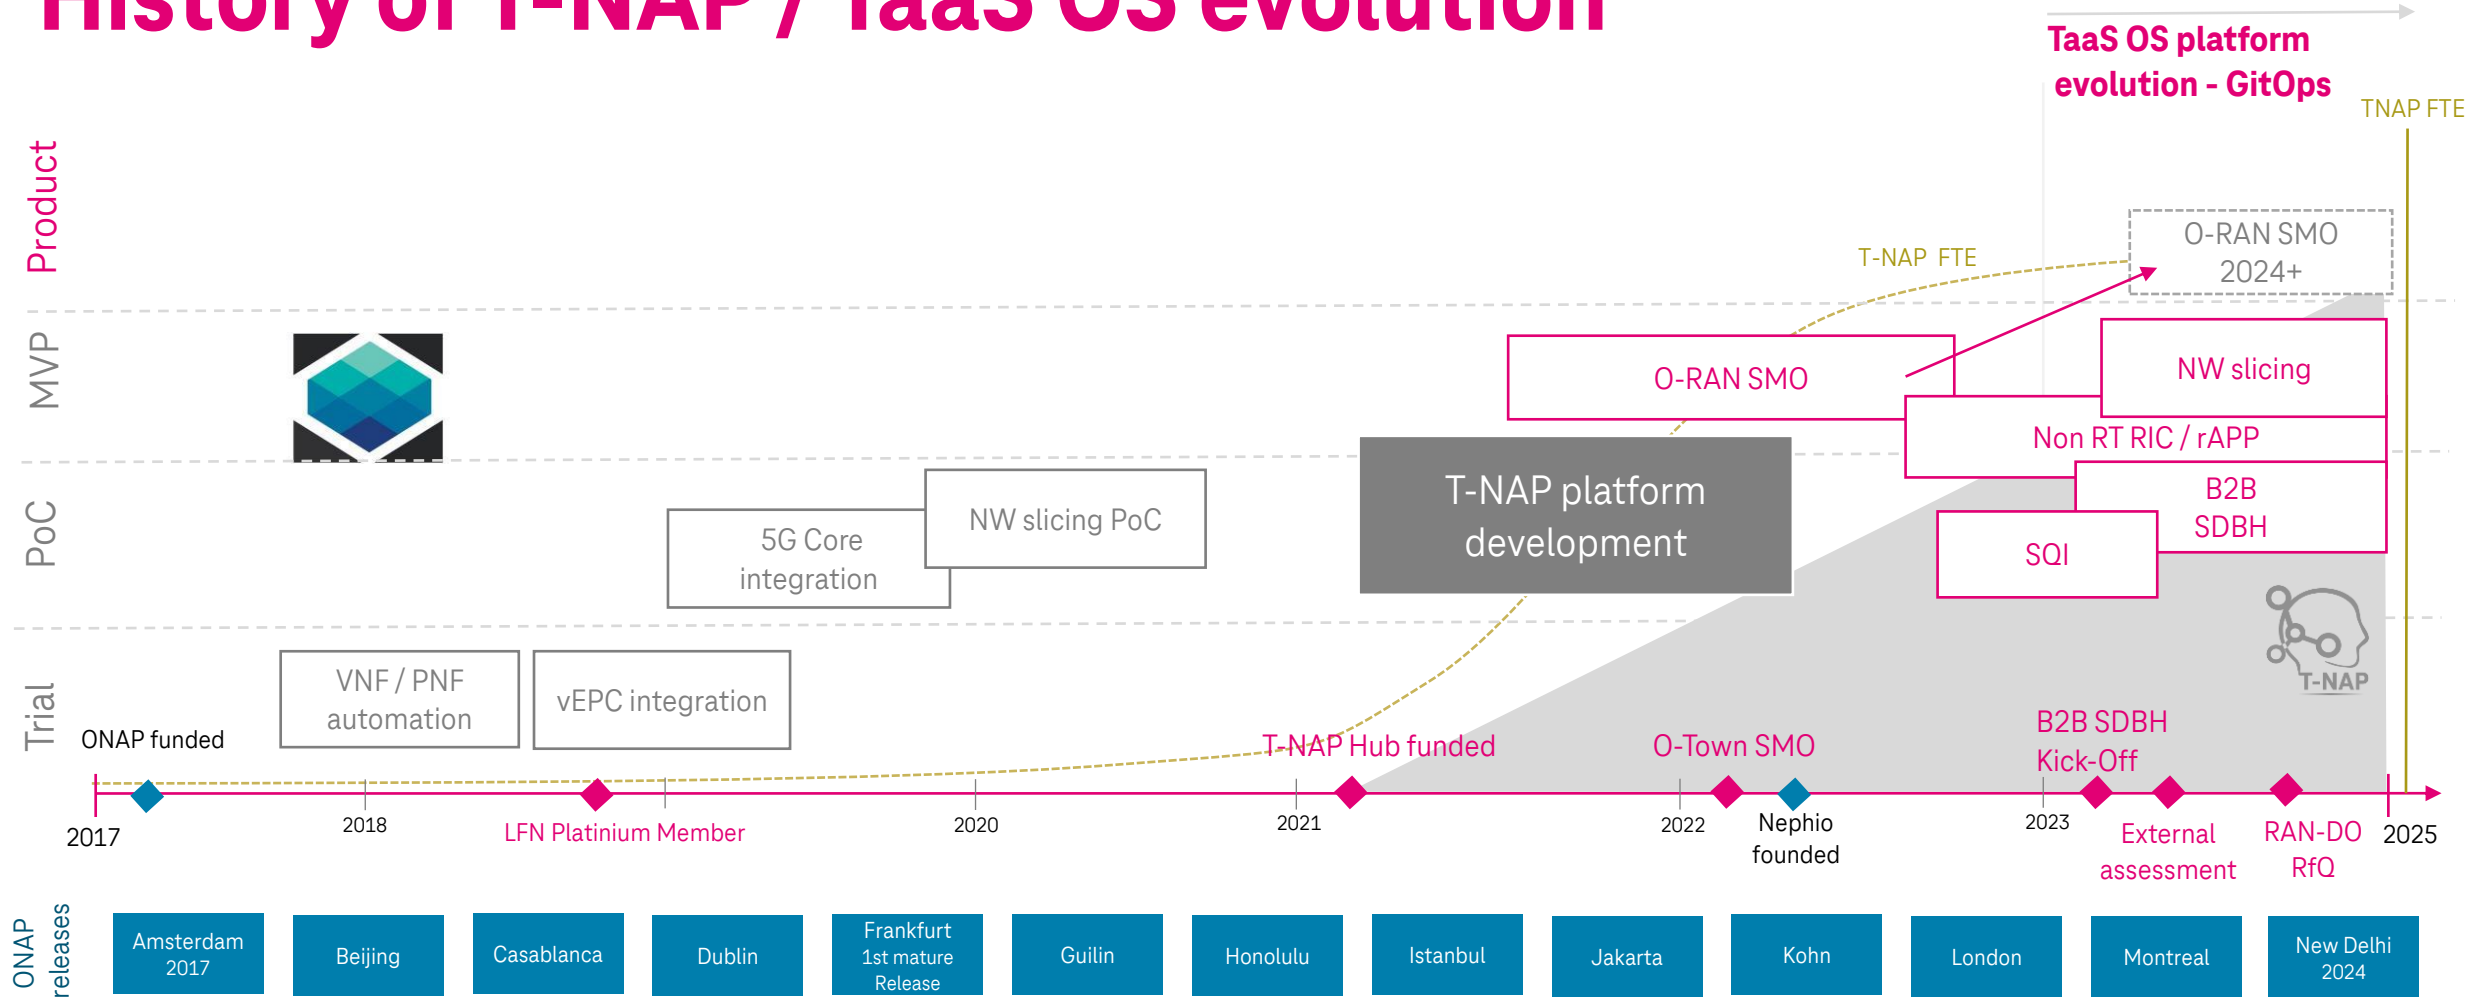 History of T-NAP / TaaS OS evolution
TaaS OS platform
evolution - GitOps
TNAP FTE
Product
MVP
PoC
Trial
T-NAP FTE
O-RAN SMO
2024+
O-RAN SMO
NW slicing
Non RT RIC / rAPP
T-NAP platform
development
B2B
SDBH
SQI
5G Core
integration
NW slicing PoC
VNF / PNF
automation
vEPC integration
T-NAP
ONAP funded
T-NAP Hub funded
O-Town SMO
B2B SDBH
Kick-Off
2017
2018
LFN Platinium Member
2020
2021
2022
Nephio
founded
2023
External
assessment
RAN-DO
RfQ
2025
ONAP
releases
Amsterdam
2017
Beijing
Casablanca
Dublin
Frankfurt
1st mature
Release
Guilin
Honolulu
Istanbul
Jakarta
Kohn
London
Montreal
New Delhi
2024